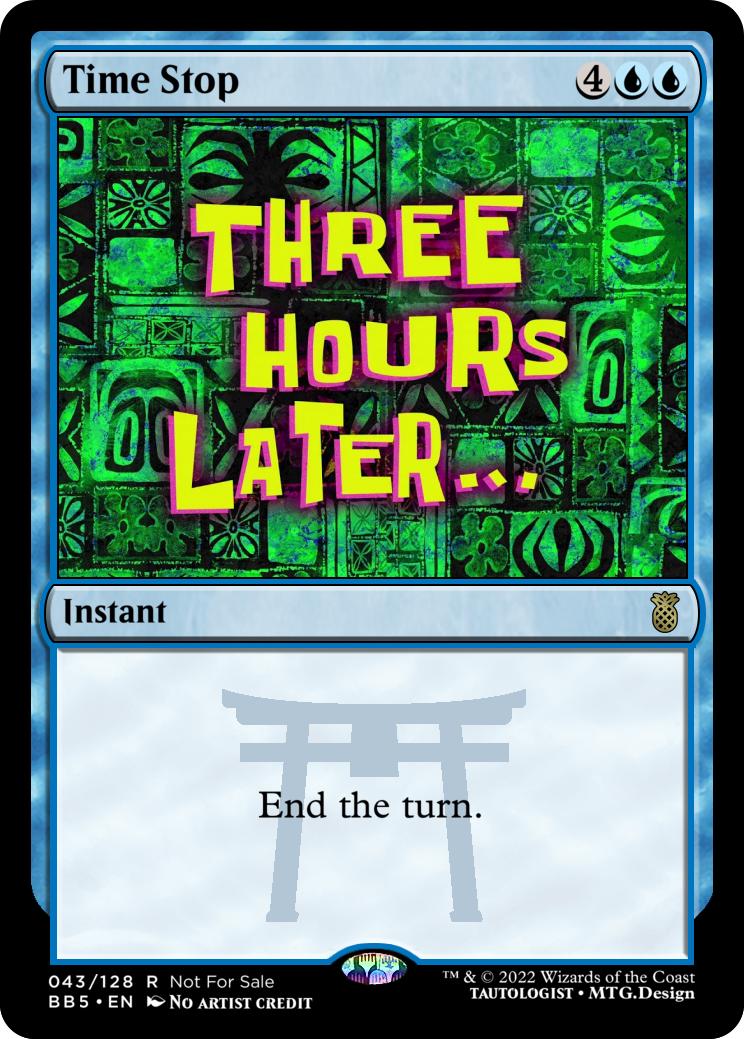 Time Stop 4
THREE
HOURS
LATER...
Instant
End the turn.
043/128 R Not For Sale
BB5 • EN NO ARTIST CREDIT
™ & © 2022 Wizards of the Coast
TAUTOLOGIST • MTG.Design